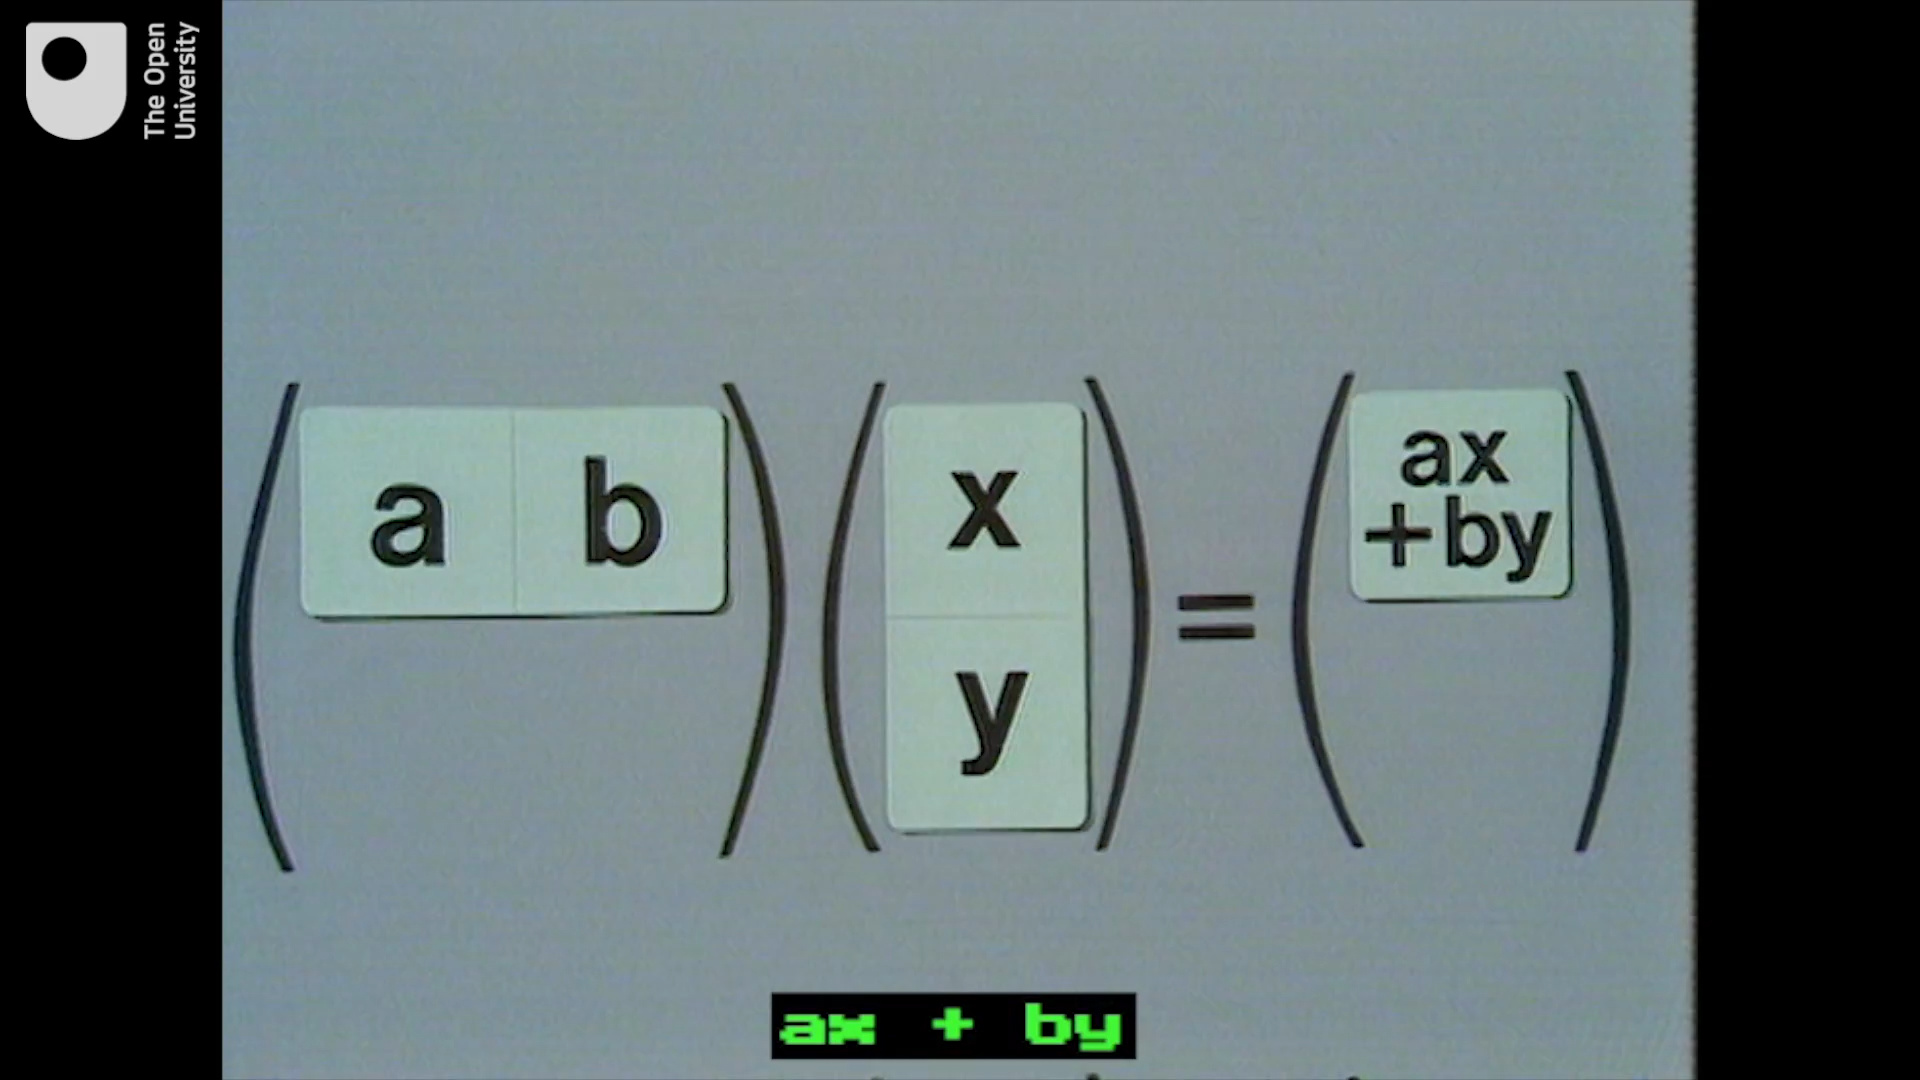 The Open
University
( a b ) ( x
y ) = ( ax
+by )
ax + by